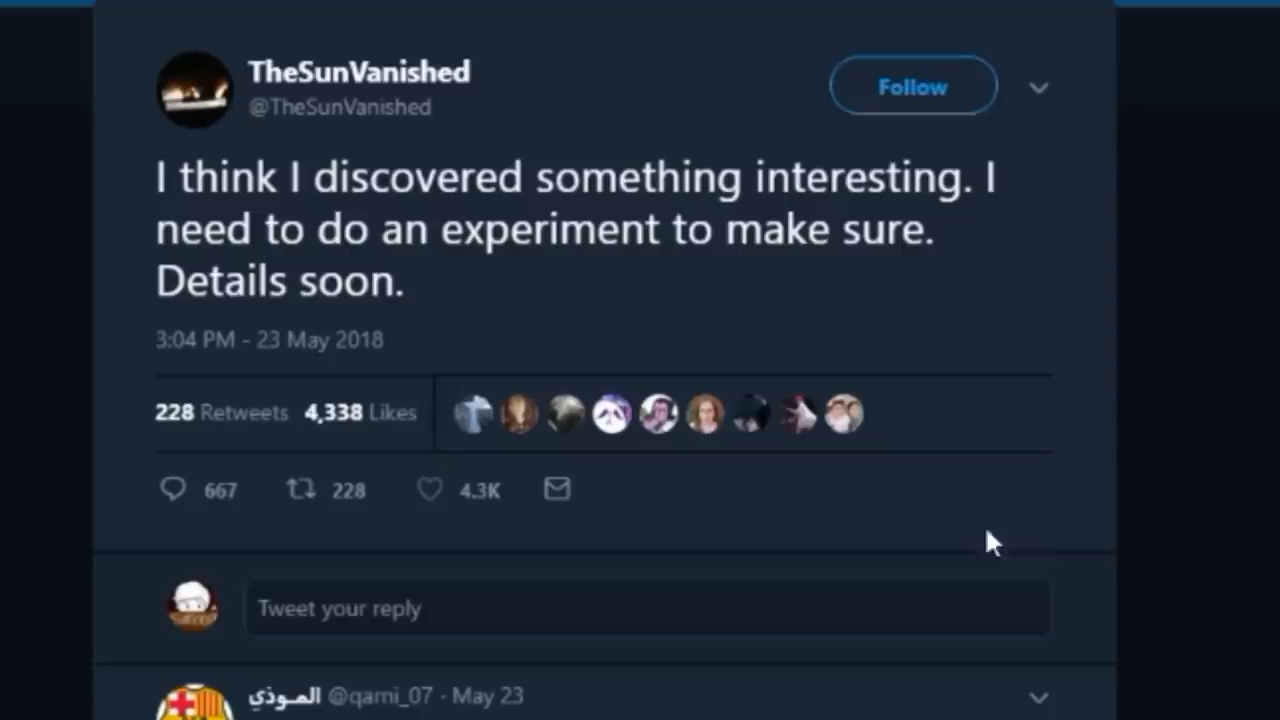 TheSunVanished
@TheSunVanished
Follow
I think I discovered something interesting. I
need to do an experiment to make sure.
Details soon.
3:04 PM - 23 May 2018
228 Retweets 4,338 Likes
667 228 4.3K
Tweet your reply
المـوذي @qami_07 · May 23